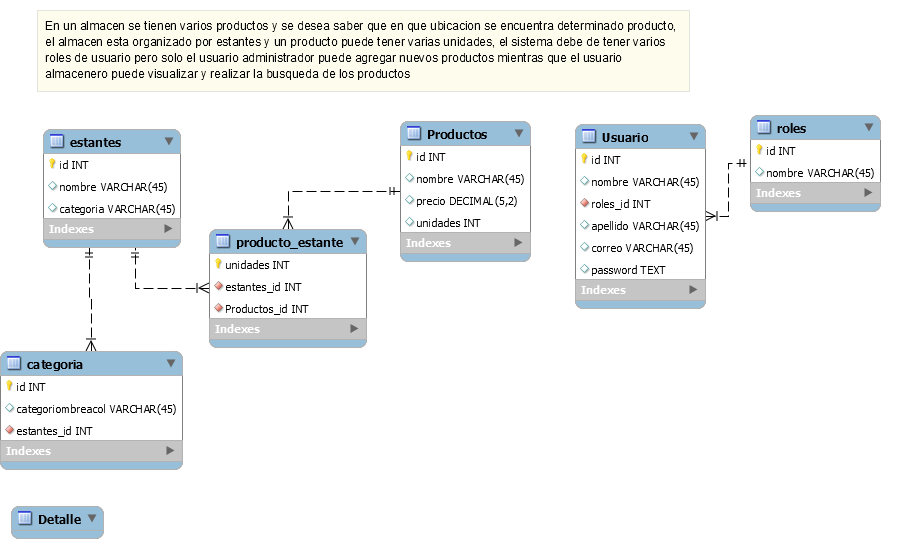 En un almacen se tienen varios productos y se desea saber que en que ubicacion se encuentra determinado producto,
el almacen esta organizado por estantes y un producto puede tener varias unidades, el sistema debe de tener varios
roles de usuario pero solo el usuario administrador puede agregar nuevos productos mientras que el usuario
almacenero puede visualizar y realizar la busqueda de los productos
estantes
id INT
nombre VARCHAR(45)
categoria VARCHAR(45)
Indexes
Productos
id INT
nombre VARCHAR(45)
precio DECIMAL(5,2)
unidades INT
Indexes
Usuario
id INT
nombre VARCHAR(45)
roles_id INT
apellido VARCHAR(45)
correo VARCHAR(45)
password TEXT
Indexes
roles
id INT
nombre VARCHAR(45)
Indexes
producto_estante
unidades INT
estantes_id INT
Productos_id INT
Indexes
categoria
id INT
categoriombreacol VARCHAR(45)
estantes_id INT
Indexes
Detalle